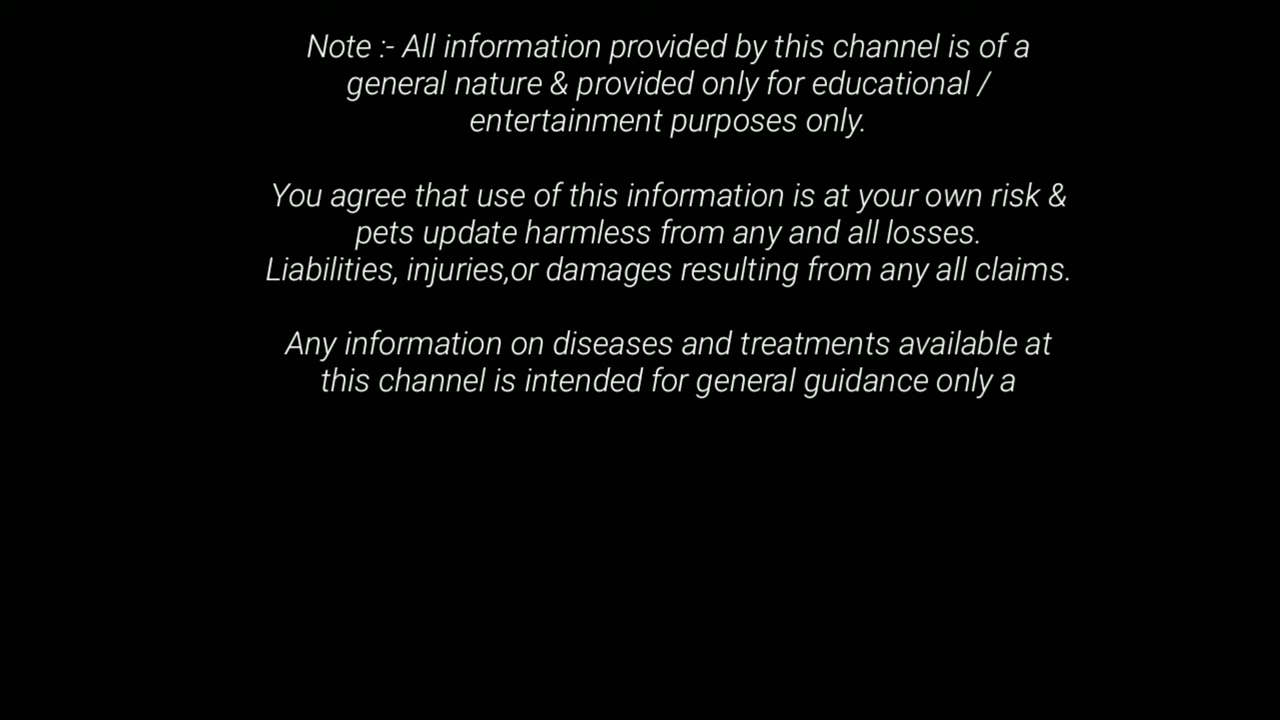 Note :- All information provided by this channel is of a
general nature & provided only for educational /
entertainment purposes only.
You agree that use of this information is at your own risk &
pets update harmless from any and all losses.
Liabilities, injuries,or damages resulting from any all claims.
Any information on diseases and treatments available at
this channel is intended for general guidance only a